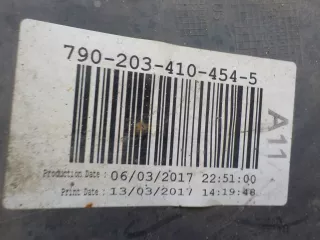 790-203-410-454-5
A11
Production Date : 06/03/2017 22:51:00
Print Date : 13/03/2017 14:19:48